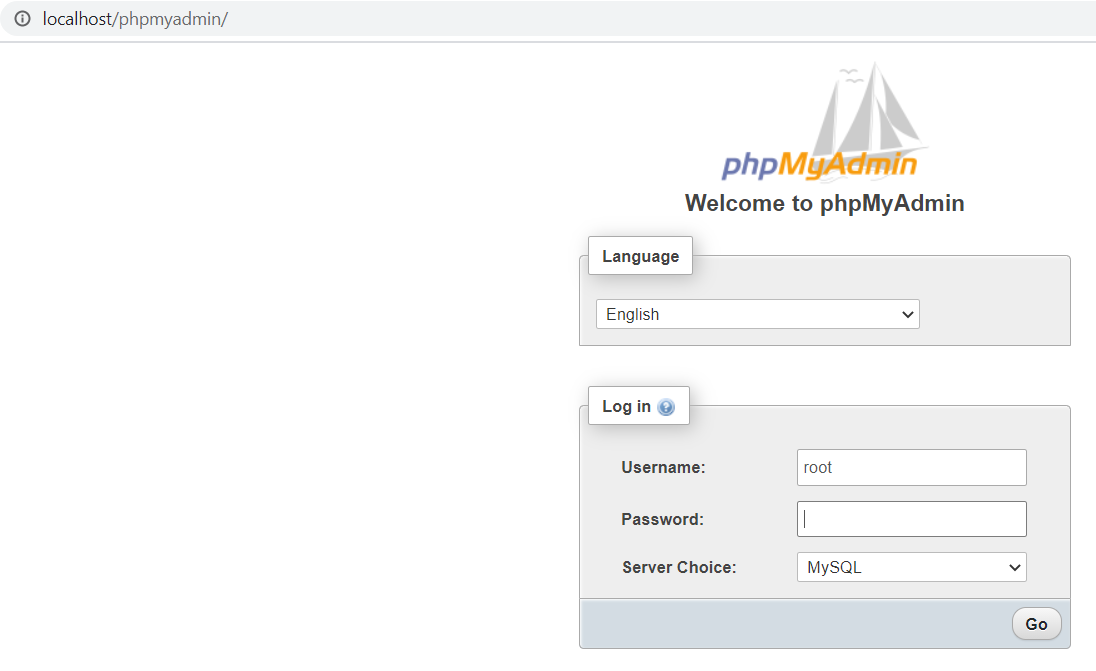 localhost/phpmyadmin/
phpMyAdmin
Welcome to phpMyAdmin
Language
English
Log in
Username: root
Password:
Server Choice: MySQL
Go